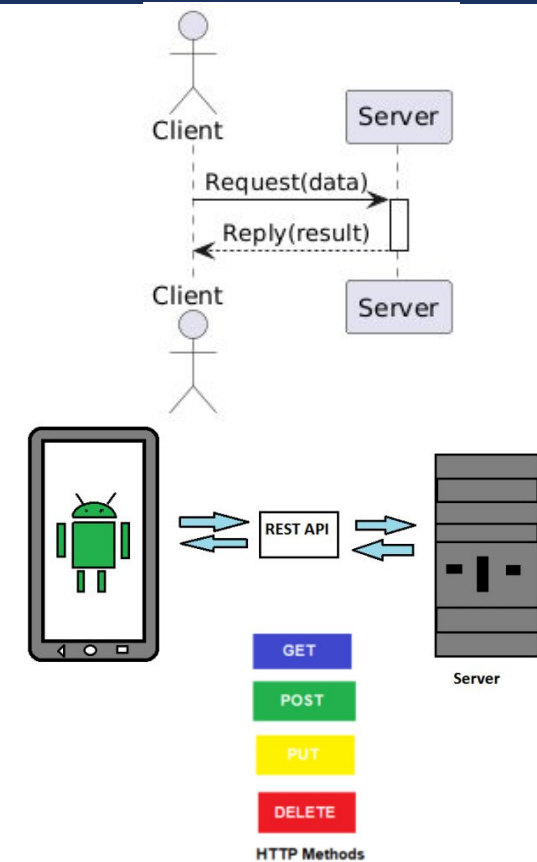 Client
Server
Request(data)
Reply(result)
Client
Server
REST API
Server
GET
POST
PUT
DELETE
HTTP Methods